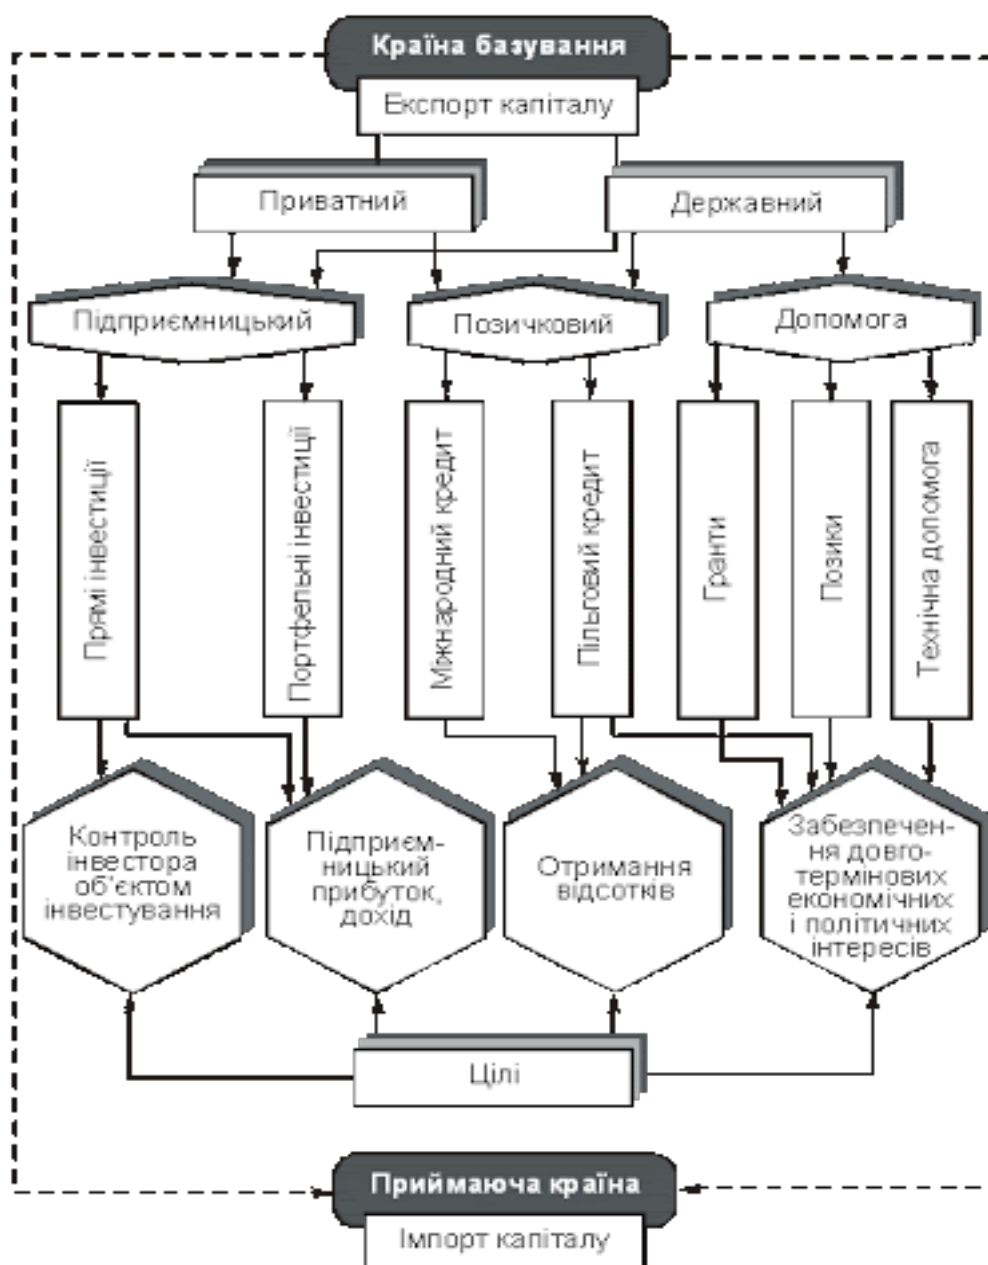 Країна базування
Експорт капіталу
Приватний
Державний
Підприємницький
Позичковий
Допомога
Прямі інвестиції
Портфельні інвестиції
Міжнародний кредит
Пільговий кредит
Гранти
Позики
Технічна допомога
Контроль
інвестора
об'єктом
інвестування
Підприєм-
ницький
прибуток,
дохід
Отримання
відсотків
Забезпечен-
ня довго-
термінових
економічних
і політичних
інтересів
Цілі
Приймаюча країна
Імпорт капіталу